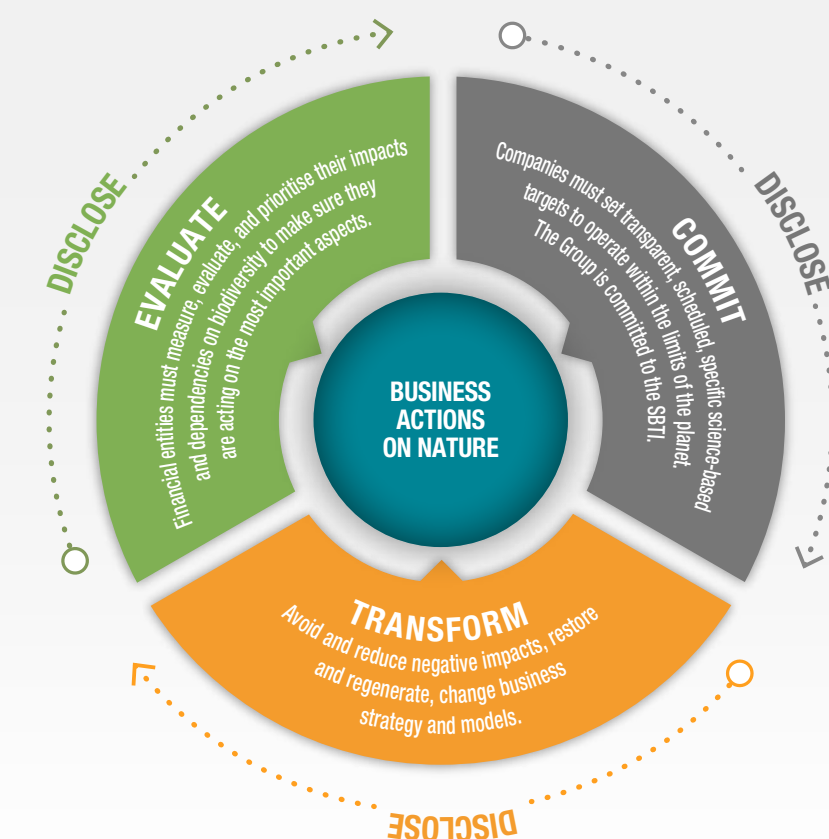 DISCLOSE
EVALUATE
Financial entities must measure, evaluate, and prioritise their impacts
and dependencies on biodiversity to make sure they
are acting on the most important aspects.
DISCLOSE
COMMIT
Companies must set transparent, scheduled, specific science-based
targets to operate within the limits of the planet.
The Group is committed to the SBTI.
BUSINESS
ACTIONS
ON NATURE
TRANSFORM
Avoid and reduce negative impacts, restore
and regenerate, change business
strategy and models.
DISCLOSE